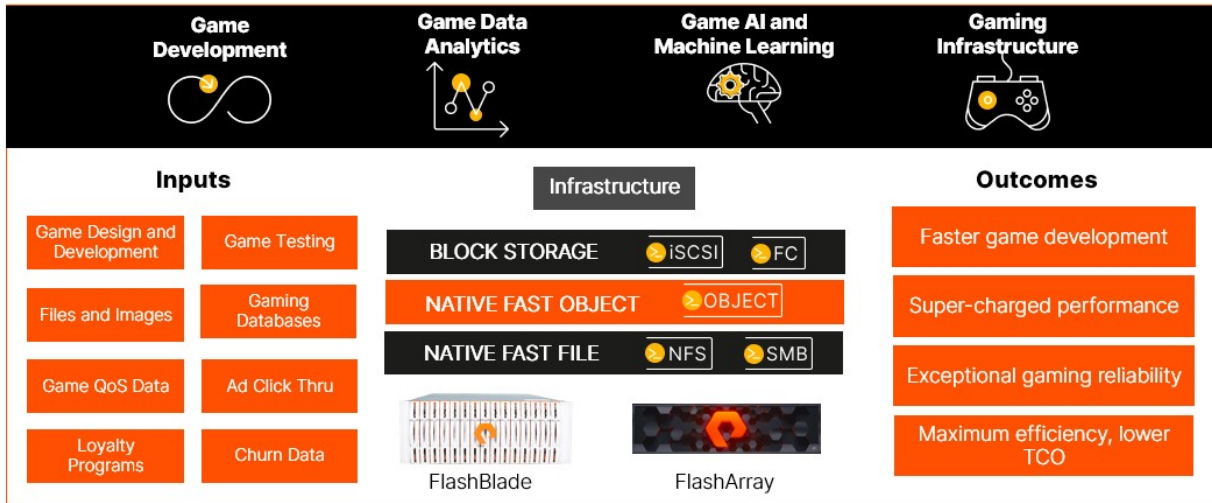 Game
Development
Game Data
Analytics
Game AI and
Machine Learning
Gaming
Infrastructure
Inputs
Game Design and
Development
Game Testing
Files and Images
Gaming
Databases
Game QoS Data
Ad Click Thru
Loyalty
Programs
Churn Data
Infrastructure
BLOCK STORAGE
iSCSI
FC
NATIVE FAST OBJECT
OBJECT
NATIVE FAST FILE
NFS
SMB
FlashBlade
FlashArray
Outcomes
Faster game development
Super-charged performance
Exceptional gaming reliability
Maximum efficiency, lower
TCO